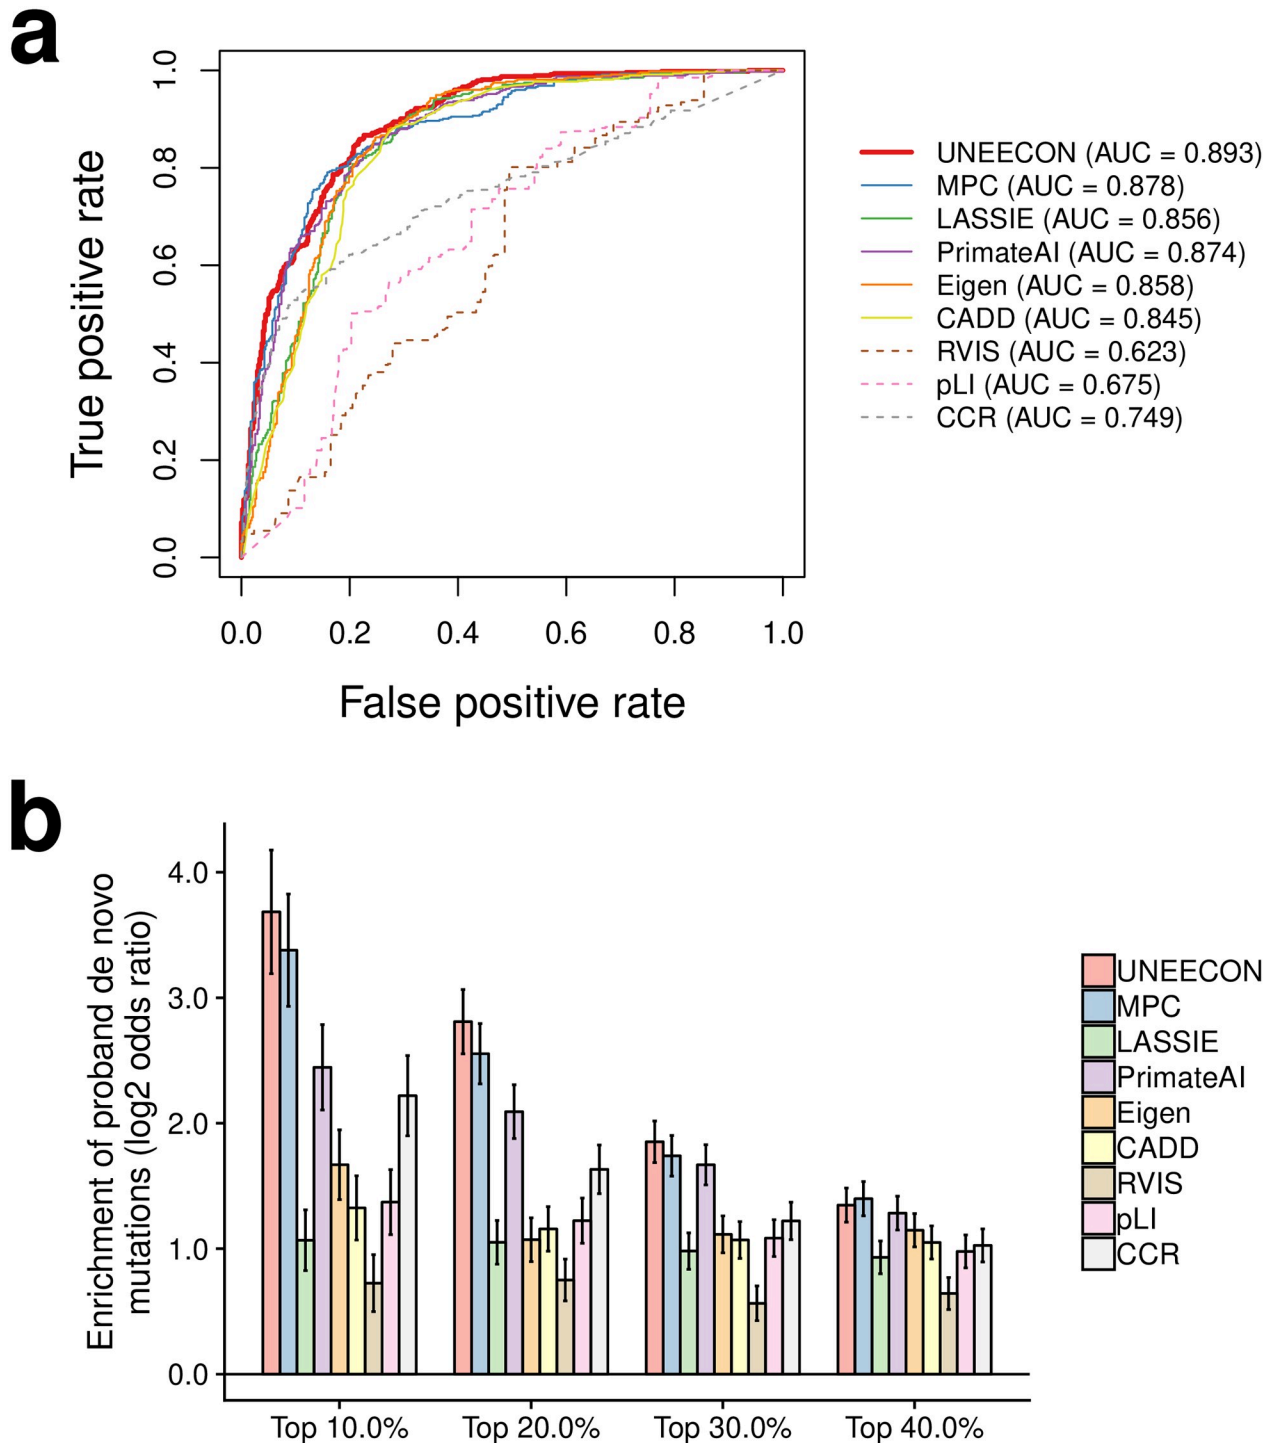 a
True positive rate
1.0
0.8
0.6
0.4
0.2
0.0
0.0 0.2 0.4 0.6 0.8 1.0
False positive rate
UNEECON (AUC = 0.893)
MPC (AUC = 0.878)
LASSIE (AUC = 0.856)
PrimateAI (AUC = 0.874)
Eigen (AUC = 0.858)
CADD (AUC = 0.845)
RVIS (AUC = 0.623)
pLI (AUC = 0.675)
CCR (AUC = 0.749)
b
Enrichment of proband de novo
mutations (log2 odds ratio)
4.0
3.0
2.0
1.0
0.0
Top 10.0% Top 20.0% Top 30.0% Top 40.0%
UNEECON
MPC
LASSIE
PrimateAI
Eigen
CADD
RVIS
pLI
CCR